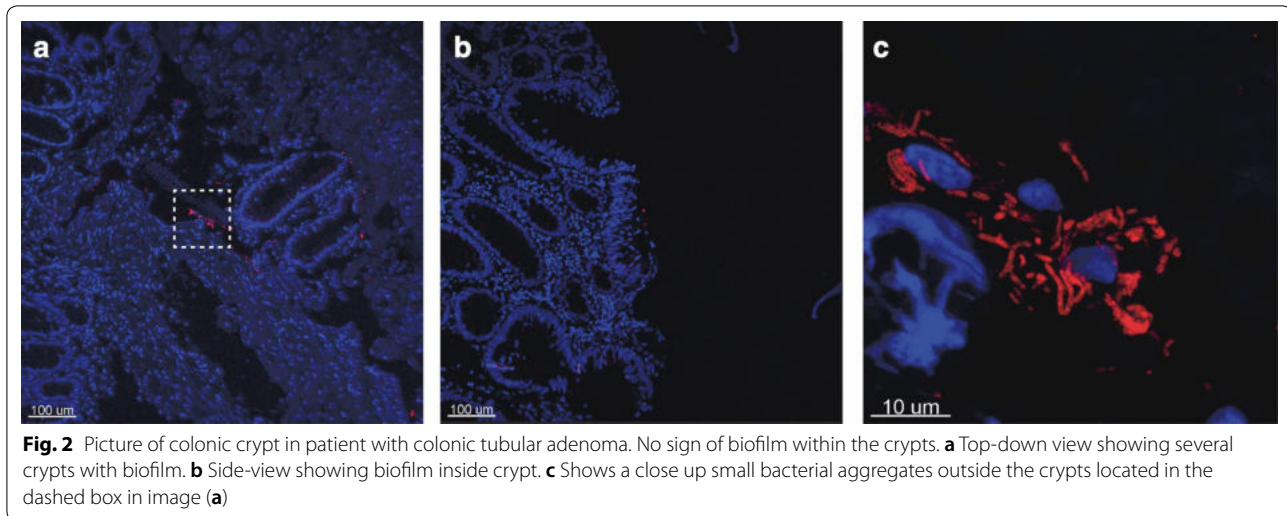 a
b
c
100 um
100 um
10 um
Fig. 2 Picture of colonic crypt in patient with colonic tubular adenoma. No sign of biofilm within the crypts. a Top-down view showing several
crypts with biofilm. b Side-view showing biofilm inside crypt. c Shows a close up small bacterial aggregates outside the crypts located in the
dashed box in image (a)